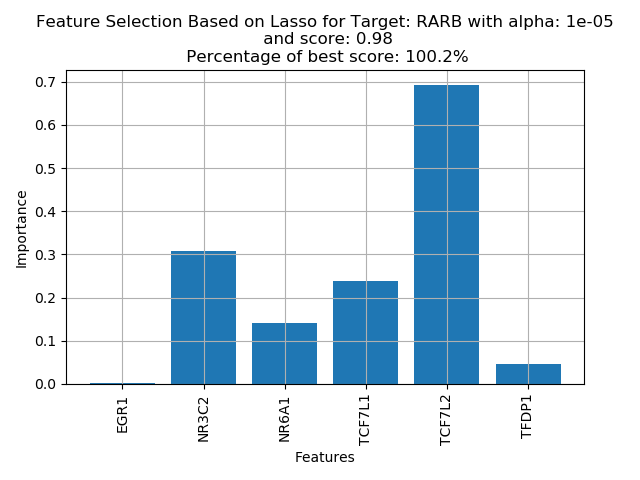 Feature Selection Based on Lasso for Target: RARB with alpha: 1e-05
and score: 0.98
Percentage of best score: 100.2%
0.7
0.6
0.5
0.4
0.3
0.2
0.1
0.0
Importance
EGR1
NR3C2
NR6A1
TCF7L1
TCF7L2
TFDP1
Features